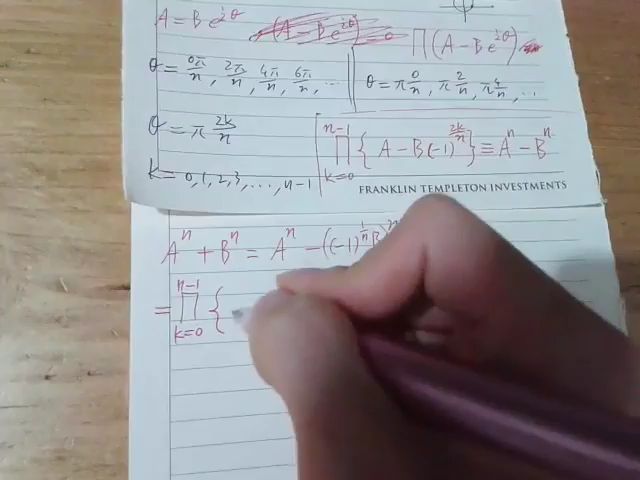 A = B e^{iθ} (A - B e^{iθ}) = 0 ∏(A - B e^{iθ})
θ = 0π/n, 2π/n, 4π/n, 6π/n, ... θ = π 0/n, π 2/n, π 4/n, ...
θ = π 2k/n
k = 0, 1, 2, 3, ..., n-1
n-1 ∏ k=0 { A - B(-1)^{2k/n} } ≡ A^n - B^n
FRANKLIN TEMPLETON INVESTMENTS
A^n + B^n = A^n - ((-1)^{1/n} B)^n
= n-1 ∏ k=0 {